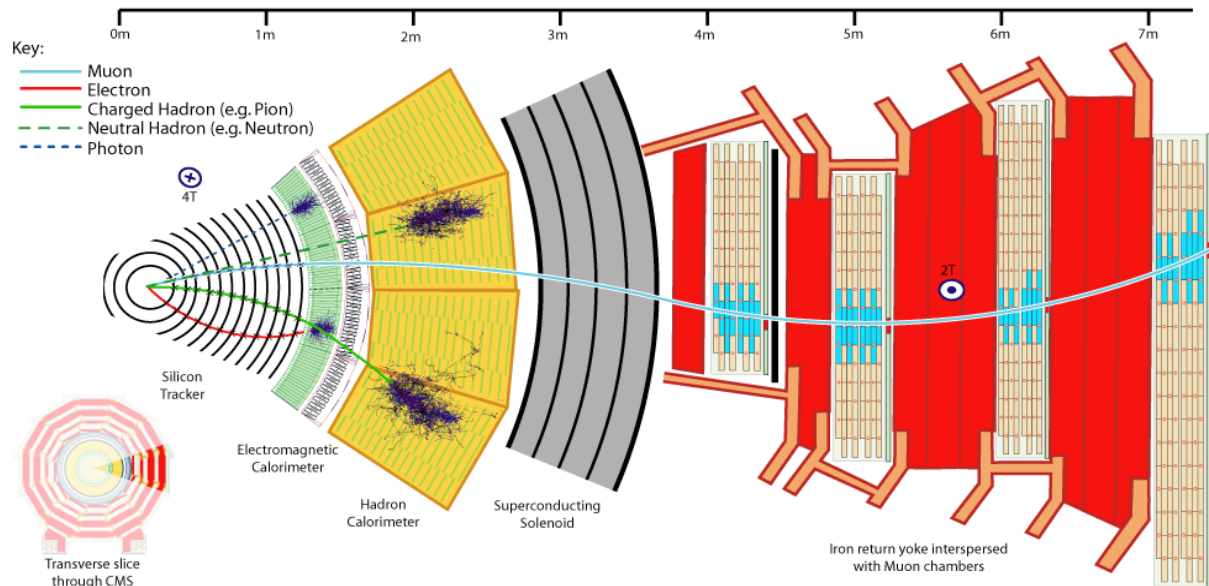 0m 1m 2m 3m 4m 5m 6m 7m
Key:
Muon
Electron
Charged Hadron (e.g. Pion)
Neutral Hadron (e.g. Neutron)
Photon
4T
2T
Silicon
Tracker
Electromagnetic
Calorimeter
Hadron
Calorimeter
Superconducting
Solenoid
Iron return yoke interspersed
with Muon chambers
Transverse slice
through CMS